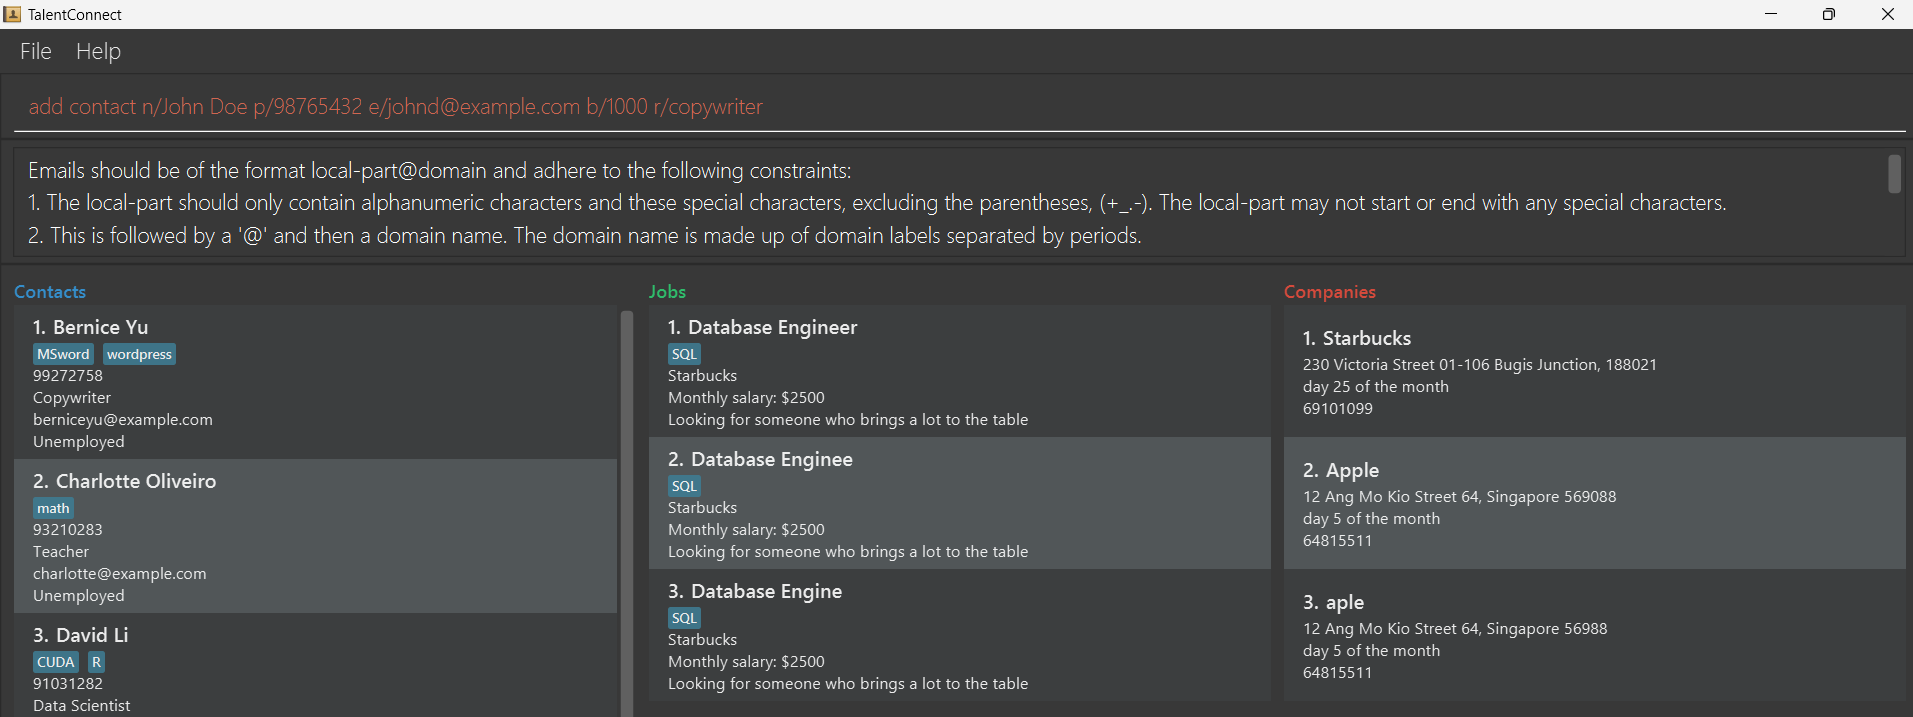 TalentConnect
File Help
add contact n/John Doe p/98765432 e/johnd@example.com b/1000 r/copywriter
Emails should be of the format local-part@domain and adhere to the following constraints:
1. The local-part should only contain alphanumeric characters and these special characters, excluding the parentheses, (+_.-). The local-part may not start or end with any special characters.
2. This is followed by a '@' and then a domain name. The domain name is made up of domain labels separated by periods.
Contacts
1. Bernice Yu
MSword wordpress
99272758
Copywriter
berniceyu@example.com
Unemployed
2. Charlotte Oliveiro
math
93210283
Teacher
charlotte@example.com
Unemployed
3. David Li
CUDA R
91031282
Data Scientist
Jobs
1. Database Engineer
SQL
Starbucks
Monthly salary: $2500
Looking for someone who brings a lot to the table
2. Database Enginee
SQL
Starbucks
Monthly salary: $2500
Looking for someone who brings a lot to the table
3. Database Engine
SQL
Starbucks
Monthly salary: $2500
Looking for someone who brings a lot to the table
Companies
1. Starbucks
230 Victoria Street 01-106 Bugis Junction, 188021
day 25 of the month
69101099
2. Apple
12 Ang Mo Kio Street 64, Singapore 569088
day 5 of the month
64815511
3. aple
12 Ang Mo Kio Street 64, Singapore 56988
day 5 of the month
64815511